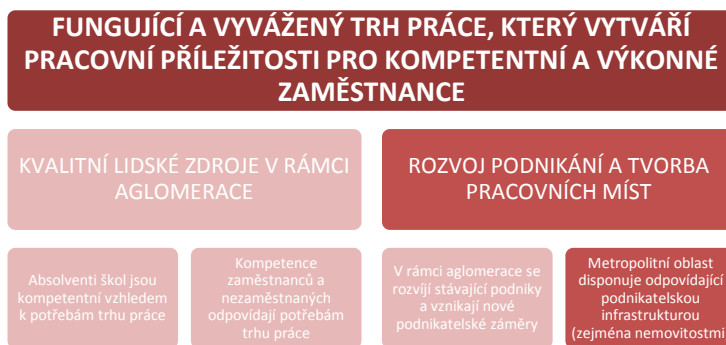 FUNGUJÍCÍ A VYVÁŽENÝ TRH PRÁCE, KTERÝ VYTVÁŘÍ
PRACOVNÍ PŘÍLEŽITOSTI PRO KOMPETENTNÍ A VÝKONNÉ
ZAMĚSTNANCE
KVALITNÍ LIDSKÉ ZDROJE V RÁMCI
AGLOMERACE
ROZVOJ PODNIKÁNÍ A TVORBA
PRACOVNÍCH MÍST
Absolventi škol jsou
kompetentní vzhledem
k potřebám trhu práce
Kompetence
zaměstnanců a
nezaměstnaných
odpovídají potřebám
trhu práce
V rámci aglomerace se
rozvíjí stávající podniky
a vznikají nové
podnikatelské záměry
Metropolitní oblast
disponuje odpovídající
podnikatelskou
infrastrukturou
(zejména nemovitostmi